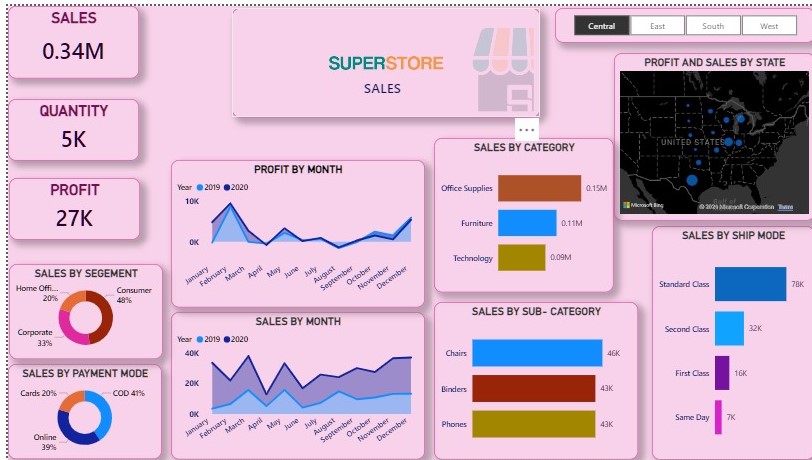 SALES
0.34M
QUANTITY
5K
PROFIT
27K
SALES BY SEGEMENT
Home Offi...
20%
Consumer
48%
Corporate
33%
SALES BY PAYMENT MODE
Cards 20%
COD 41%
Online
39%
SUPERSTORE
SALES
PROFIT BY MONTH
Year 2019 2020
10K
0K
January
February
March
April
May
June
July
August
September
October
November
December
SALES BY MONTH
Year 2019 2020
40K
20K
0K
January
February
March
April
May
June
July
August
September
October
November
December
...
SALES BY CATEGORY
Office Supplies 0.15M
Furniture 0.11M
Technology 0.09M
SALES BY SUB- CATEGORY
Chairs 46K
Binders 43K
Phones 43K
Central East South West
PROFIT AND SALES BY STATE
UNITED STATES
Microsoft Bing
Microsoft Corporation Terms
SALES BY SHIP MODE
Standard Class 78K
Second Class 32K
First Class 16K
Same Day 7K